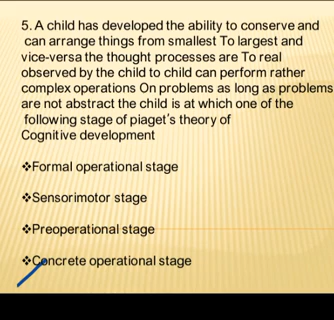 5. A child has developed the ability to conserve and
can arrange things from smallest To largest and
vice-versa the thought processes are To real
observed by the child to child can perform rather
complex operations On problems as long as problems
are not abstract the child is at which one of the
following stage of piaget's theory of
Cognitive development
❖Formal operational stage
❖Sensorimotor stage
❖Preoperational stage
❖Concrete operational stage